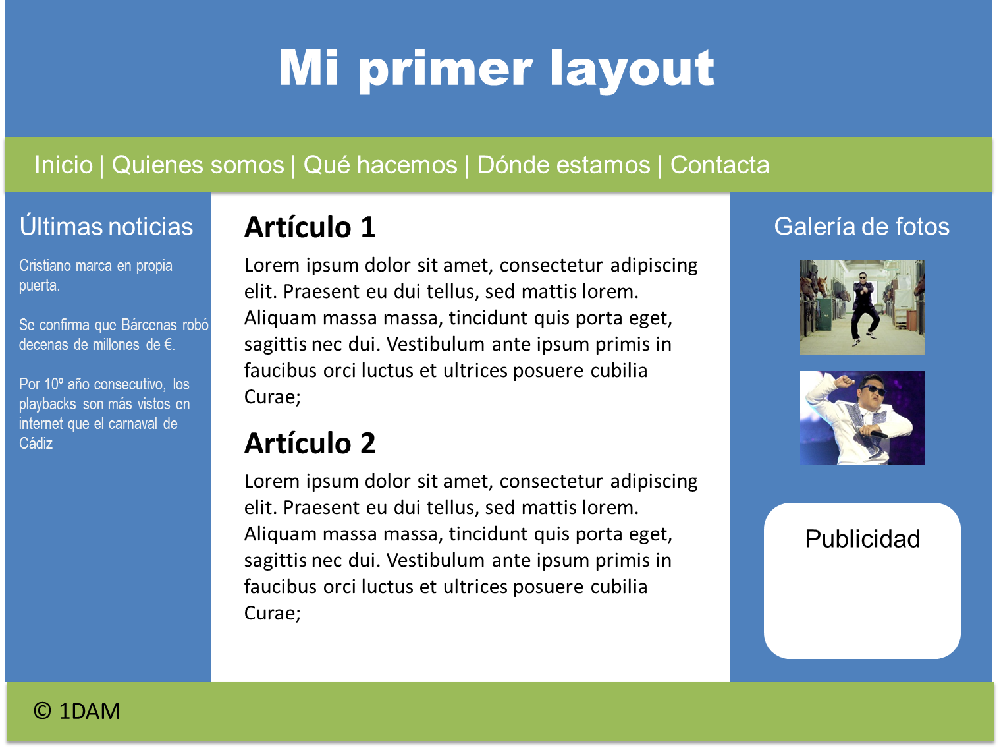 Mi primer layout
Inicio | Quienes somos | Qué hacemos | Dónde estamos | Contacta
Últimas noticias
Cristiano marca en propia
puerta.
Se confirma que Bárcenas robó
decenas de millones de €.
Por 10º año consecutivo, los
playbacks son más vistos en
internet que el carnaval de
Cádiz
Artículo 1
Lorem ipsum dolor sit amet, consectetur adipiscing
elit. Praesent eu dui tellus, sed mattis lorem.
Aliquam massa massa, tincidunt quis porta eget,
sagittis nec dui. Vestibulum ante ipsum primis in
faucibus orci luctus et ultrices posuere cubilia
Curae;
Artículo 2
Lorem ipsum dolor sit amet, consectetur adipiscing
elit. Praesent eu dui tellus, sed mattis lorem.
Aliquam massa massa, tincidunt quis porta eget,
sagittis nec dui. Vestibulum ante ipsum primis in
faucibus orci luctus et ultrices posuere cubilia
Curae;
Galería de fotos
Publicidad
© 1DAM